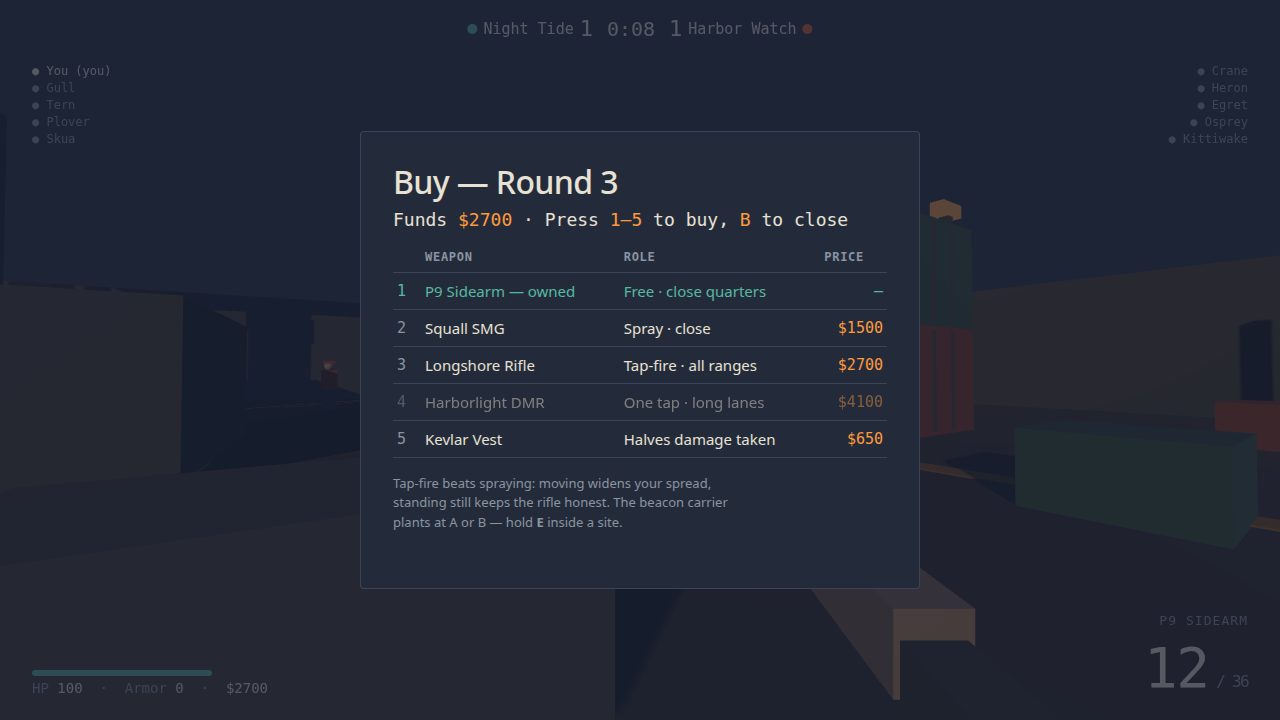 Night Tide 1 0:08 1 Harbor Watch
You (you)
Gull
Tern
Plover
Skua
Crane
Heron
Egret
Osprey
Kittiwake
Buy — Round 3
Funds $2700 · Press 1–5 to buy, B to close
WEAPON ROLE PRICE
1 P9 Sidearm — owned Free · close quarters —
2 Squall SMG Spray · close $1500
3 Longshore Rifle Tap-fire · all ranges $2700
4 Harborlight DMR One tap · long lanes $4100
5 Kevlar Vest Halves damage taken $650
Tap-fire beats spraying: moving widens your spread,
standing still keeps the rifle honest. The beacon carrier
plants at A or B — hold E inside a site.
HP 100 · Armor 0 · $2700
P9 SIDEARM
12 / 36